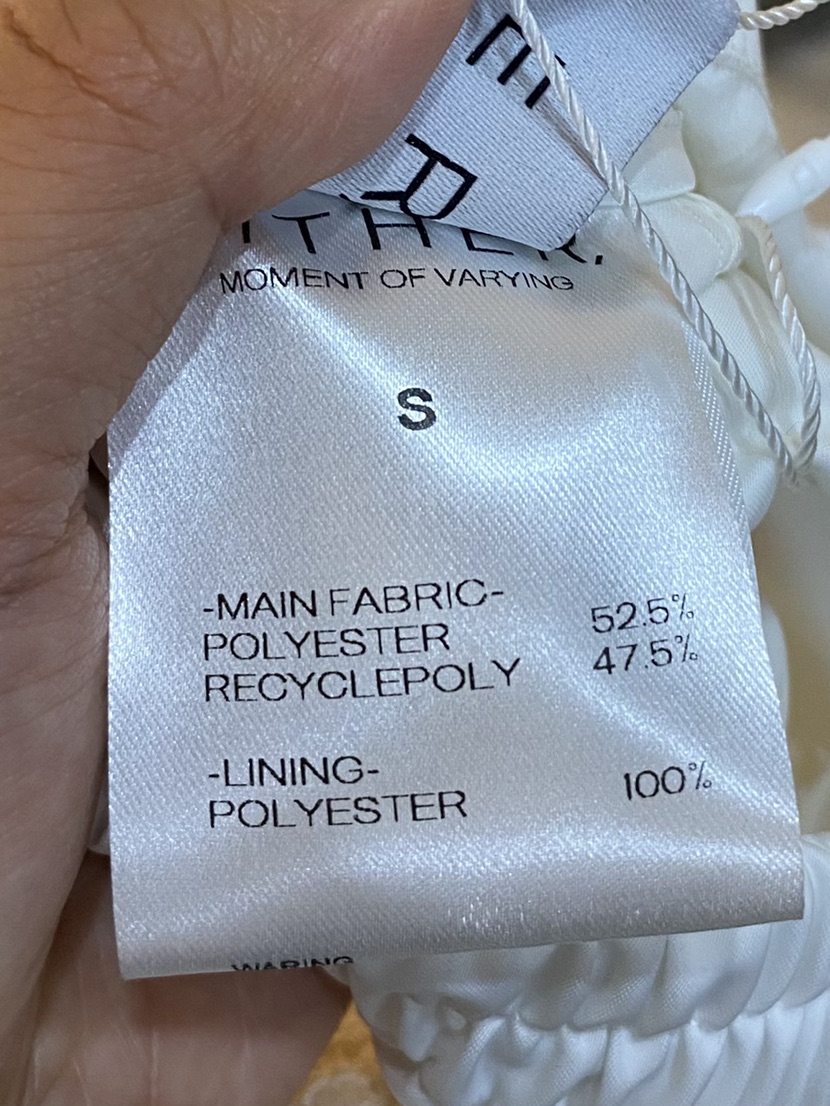 E
R
MOMENT OF VARYING
S
-MAIN FABRIC-
POLYESTER 52.5%
RECYCLEPOLY 47.5%
-LINING-
POLYESTER 100%